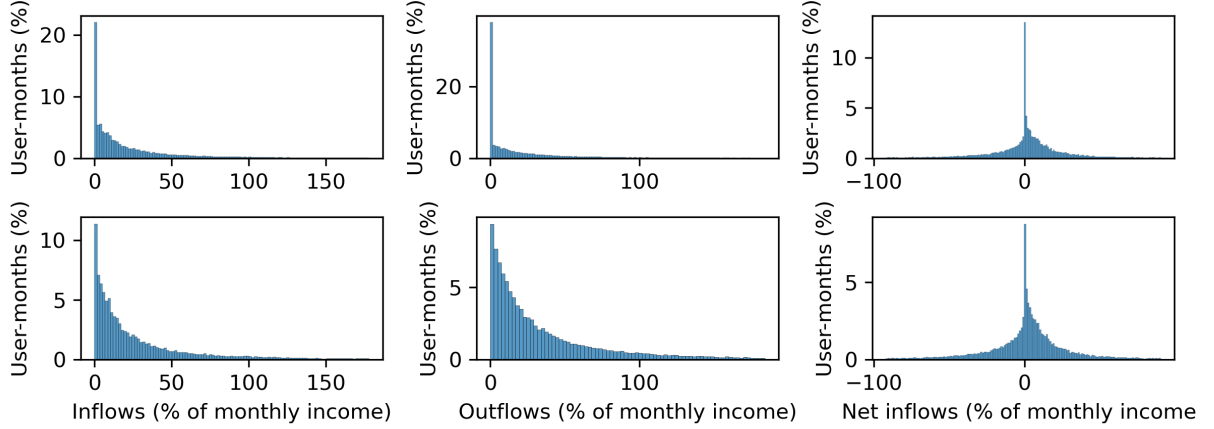 User-months (%)
20
10
0
0 50 100 150
User-months (%)
20
0
0 100
User-months (%)
10
5
0
−100 0
User-months (%)
10
5
0
0 50 100 150
Inflows (% of monthly income)
User-months (%)
5
0
0 100
Outflows (% of monthly income)
User-months (%)
5
0
−100 0
Net inflows (% of monthly income